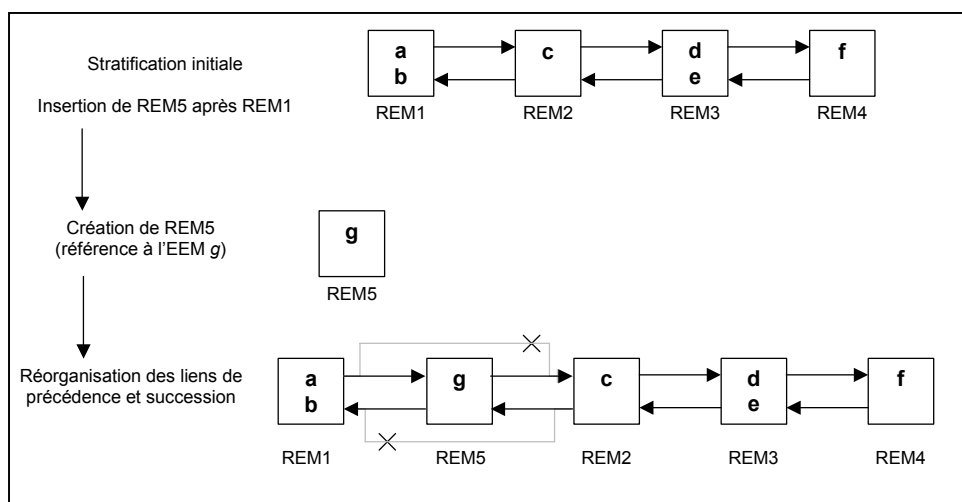 Stratification initiale
Insertion de REM5 après REM1
a c d f
b e
REM1 REM2 REM3 REM4
Création de REM5
(référence à l'EEM g)
g
REM5
Réorganisation des liens de
précédence et succession
a g c d f
b e
REM1 REM5 REM2 REM3 REM4